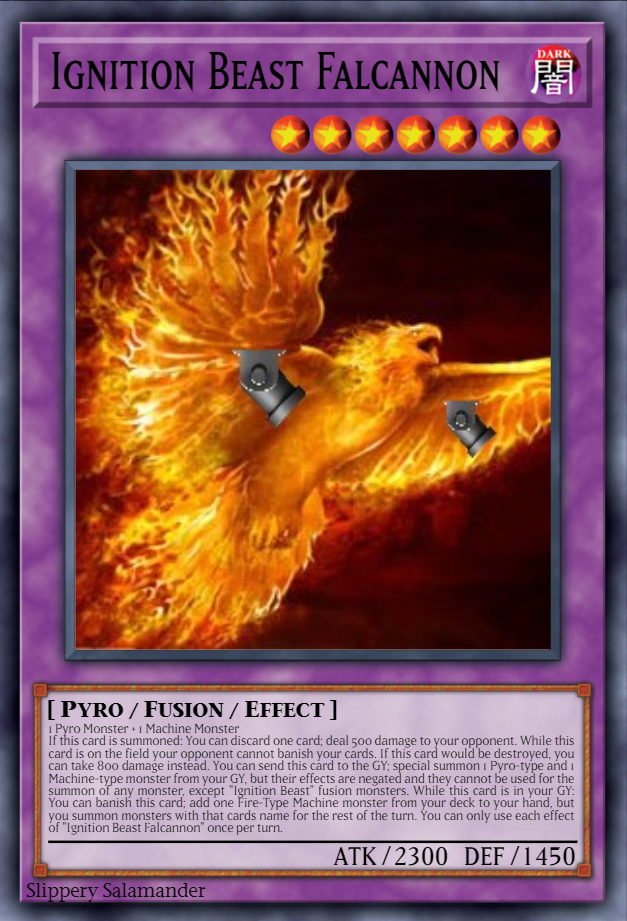 Ignition Beast Falcannon
DARK
闇
[ Pyro / Fusion / Effect ]
1 Pyro Monster + 1 Machine Monster
If this card is summoned: You can discard one card; deal 500 damage to your opponent. While this
card is on the field your opponent cannot banish your cards. If this card would be destroyed, you
can take 800 damage instead. You can send this card to the GY; special summon 1 Pyro-type and 1
Machine-type monster from your GY, but their effects are negated and they cannot be used for the
summon of any monster, except "Ignition Beast" fusion monsters. While this card is in your GY:
You can banish this card; add one Fire-Type Machine monster from your deck to your hand, but
you summon monsters with that cards name for the rest of the turn. You can only use each effect
of "Ignition Beast Falcannon" once per turn.
ATK / 2300 DEF / 1450
Slippery Salamander